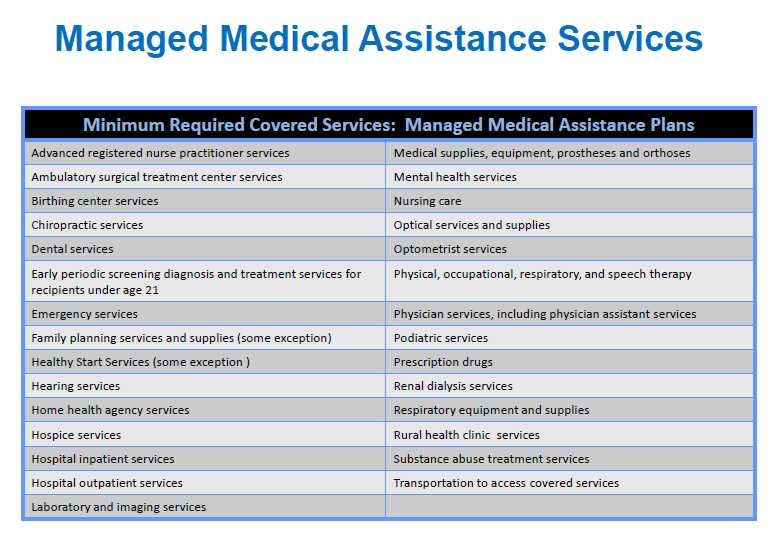 Managed Medical Assistance Services
Minimum Required Covered Services:  Managed Medical Assistance Plans
Advanced registered nurse practitioner services
Medical supplies, equipment, prostheses and orthoses
Ambulatory surgical treatment center services
Mental health services
Birthing center services
Nursing care
Chiropractic services
Optical services and supplies
Dental services
Optometrist services
Early periodic screening diagnosis and treatment services for
recipients under age 21
Physical, occupational, respiratory, and speech therapy
Emergency services
Physician services, including physician assistant services
Family planning services and supplies (some exception)
Podiatric services
Healthy Start Services (some exception )
Prescription drugs
Hearing services
Renal dialysis services
Home health agency services
Respiratory equipment and supplies
Hospice services
Rural health clinic  services
Hospital inpatient services
Substance abuse treatment services
Hospital outpatient services
Transportation to access covered services
Laboratory and imaging services